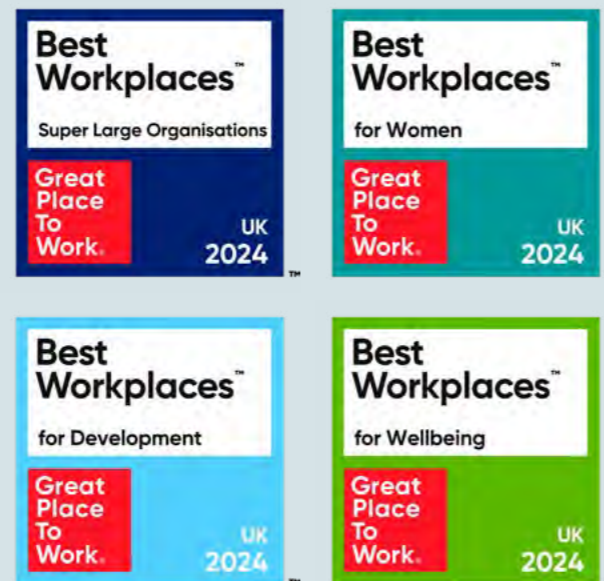 Best
Workplaces™
Super Large Organisations
Great
Place
To
Work.
UK
2024
™
Best
Workplaces™
for Women
Great
Place
To
Work.
UK
2024
Best
Workplaces™
for Development
Great
Place
To
Work.
UK
2024
™
Best
Workplaces™
for Wellbeing
Great
Place
To
Work.
UK
2024